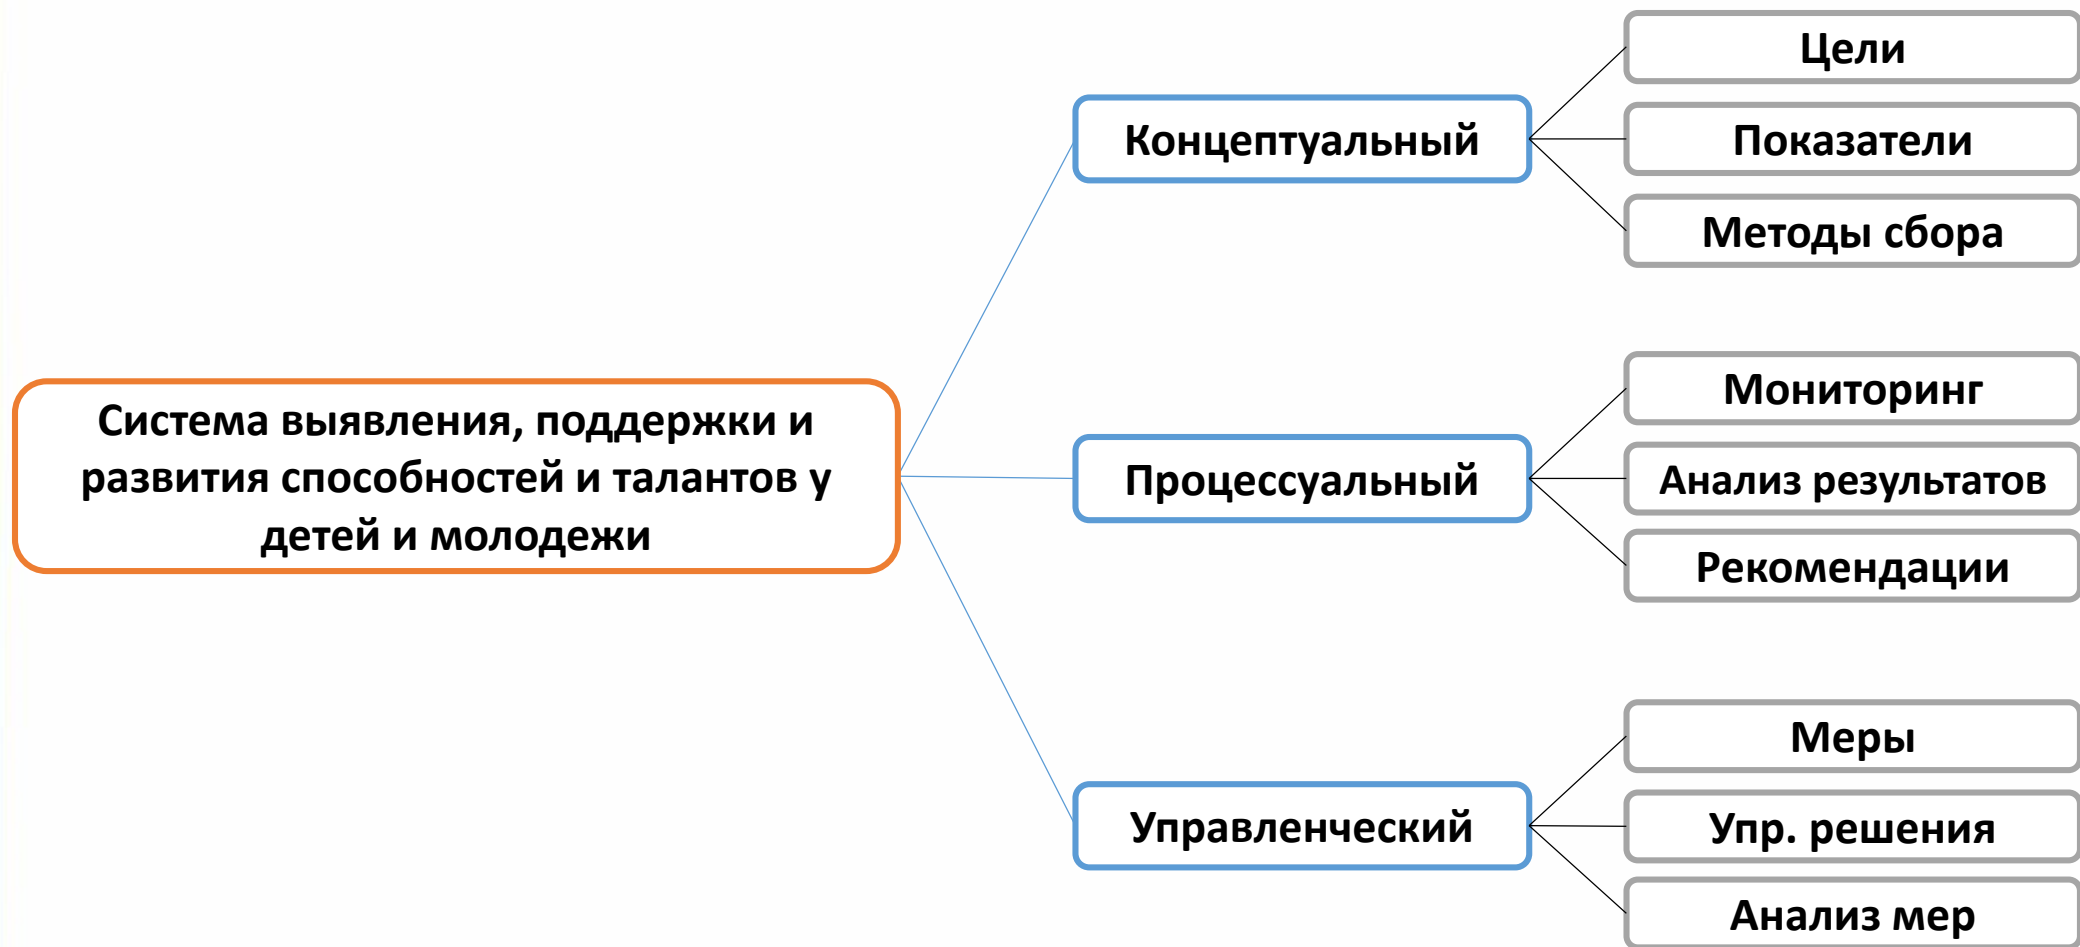 Система выявления, поддержки и
развития способностей и талантов у
детей и молодежи
Концептуальный
Цели
Показатели
Методы сбора
Процессуальный
Мониторинг
Анализ результатов
Рекомендации
Управленческий
Меры
Упр. решения
Анализ мер